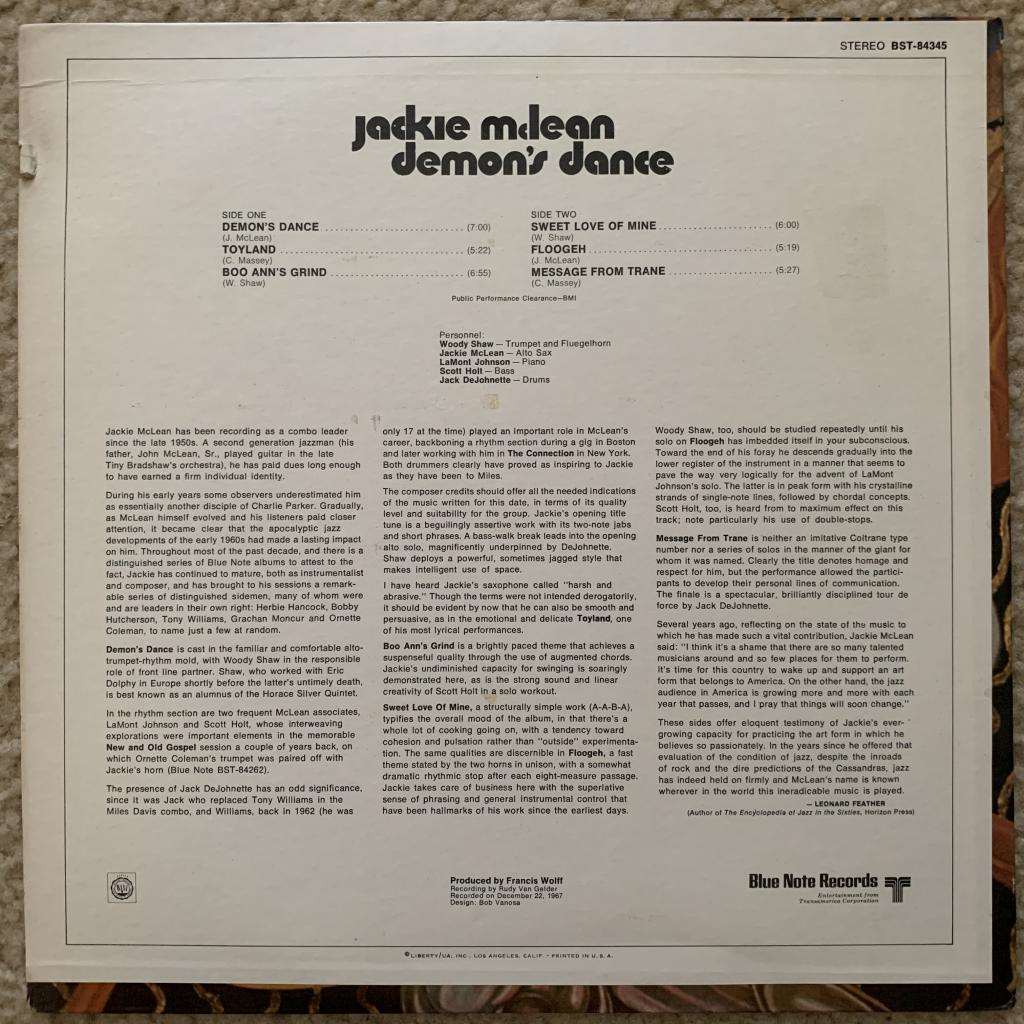 STEREO BST-84345
jackie mclean
demon's dance
SIDE ONE
DEMON'S DANCE ........................ (7:00)
(J. McLean)
TOYLAND ................................ (5:22)
(C. Massey)
BOO ANN'S GRIND ....................... (6:55)
(W. Shaw)
SIDE TWO
SWEET LOVE OF MINE .................... (6:00)
(W. Shaw)
FLOOGEH ................................ (5:19)
(J. McLean)
MESSAGE FROM TRANE .................. (5:27)
(C. Massey)
Public Performance Clearance—BMI
Personnel:
Woody Shaw — Trumpet and Fluegelhorn
Jackie McLean — Alto Sax
LaMont Johnson — Piano
Scott Holt — Bass
Jack DeJohnette — Drums
Jackie McLean has been recording as a combo leader
since the late 1950s. A second generation jazzman (his
father, John McLean, Sr., played guitar in the late
Tiny Bradshaw's orchestra), he has paid dues long enough
to have earned a firm individual identity.
During his early years some observers underestimated him
as essentially another disciple of Charlie Parker. Gradually,
as McLean himself evolved and his listeners paid closer
attention, it became clear that the apocalyptic jazz
developments of the early 1960s had made a lasting impact
on him. Throughout most of the past decade, and there is a
distinguished series of Blue Note albums to attest to the
fact, Jackie has continued to mature, both as instrumentalist
and composer, and has brought to his sessions a remark-
able series of distinguished sidemen, many of whom were
and are leaders in their own right: Herbie Hancock, Bobby
Hutcherson, Tony Williams, Grachan Moncur and Ornette
Coleman, to name just a few at random.
Demon's Dance is cast in the familiar and comfortable alto-
trumpet-rhythm mold, with Woody Shaw in the responsible
role of front line partner. Shaw, who worked with Eric
Dolphy in Europe shortly before the latter's untimely death,
is best known as an alumnus of the Horace Silver Quintet.
In the rhythm section are two frequent McLean associates,
LaMont Johnson and Scott Holt, whose interweaving
explorations were important elements in the memorable
New and Old Gospel session a couple of years back, on
which Ornette Coleman's trumpet was paired off with
Jackie's horn (Blue Note BST-84262).
The presence of Jack DeJohnette has an odd significance,
since it was Jack who replaced Tony Williams in the
Miles Davis combo, and Williams, back in 1962 (he was
only 17 at the time) played an important role in McLean's
career, backboning a rhythm section during a gig in Boston
and later working with him in The Connection in New York.
Both drummers clearly have proved as inspiring to Jackie
as they have been to Miles.
The composer credits should offer all the needed indications
of the music written for this date, in terms of its quality
level and suitability for the group. Jackie's opening title
tune is a beguilingly assertive work with its two-note jabs
and short phrases. A bass-walk break leads into the opening
alto solo, magnificently underpinned by DeJohnette.
Shaw deploys a powerful, sometimes jagged style that
makes intelligent use of space.
I have heard Jackie's saxophone called "harsh and
abrasive." Though the terms were not intended derogatorily,
it should be evident by now that he can also be smooth and
persuasive, as in the emotional and delicate Toyland, one
of his most lyrical performances.
Boo Ann's Grind is a brightly paced theme that achieves a
suspenseful quality through the use of augmented chords.
Jackie's undiminished capacity for swinging is soaringly
demonstrated here, as is the strong sound and linear
creativity of Scott Holt in a solo workout.
Sweet Love Of Mine, a structurally simple work (A-A-B-A),
typifies the overall mood of the album, in that there's a
whole lot of cooking going on, with a tendency toward
cohesion and pulsation rather than "outside" experimenta-
tion. The same qualities are discernible in Floogeh, a fast
theme stated by the two horns in unison, with a somewhat
dramatic rhythmic stop after each eight-measure passage.
Jackie takes care of business here with the superlative
sense of phrasing and general instrumental control that
have been hallmarks of his work since the earliest days.
Woody Shaw, too, should be studied repeatedly until his
solo on Floogeh has imbedded itself in your subconscious.
Toward the end of his foray he descends gradually into the
lower register of the instrument in a manner that seems to
pave the way very logically for the advent of LaMont
Johnson's solo. The latter is in peak form with his crystalline
strands of single-note lines, followed by chordal concepts.
Scott Holt, too, is heard from to maximum effect on this
track; note particularly his use of double-stops.
Message From Trane is neither an imitative Coltrane type
number nor a series of solos in the manner of the giant for
whom it was named. Clearly the title denotes homage and
respect for him, but the performance allowed the partici-
pants to develop their personal lines of communication.
The finale is a spectacular, brilliantly disciplined tour de
force by Jack DeJohnette.
Several years ago, reflecting on the state of the music to
which he has made such a vital contribution, Jackie McLean
said: "I think it's a shame that there are so many talented
musicians around and so few places for them to perform.
It's time for this country to wake up and support an art
form that belongs to America. On the other hand, the jazz
audience in America is growing more and more with each
year that passes, and I pray that things will soon change."
These sides offer eloquent testimony of Jackie's ever-
growing capacity for practicing the art form in which he
believes so passionately. In the years since he offered that
evaluation of the condition of jazz, despite the inroads
of rock and the dire predictions of the Cassandras, jazz
has indeed held on firmly and McLean's name is known
wherever in the world this ineradicable music is played.
— LEONARD FEATHER
(Author of The Encyclopedia of Jazz in the Sixties, Horizon Press)
Produced by Francis Wolff
Recording by Rudy Van Gelder
Recorded on December 22, 1967
Design: Bob Vanosa
Blue Note Records
Entertainment from
Transamerica Corporation
© LIBERTY/UA, INC., LOS ANGELES, CALIF. • PRINTED IN U.S.A.